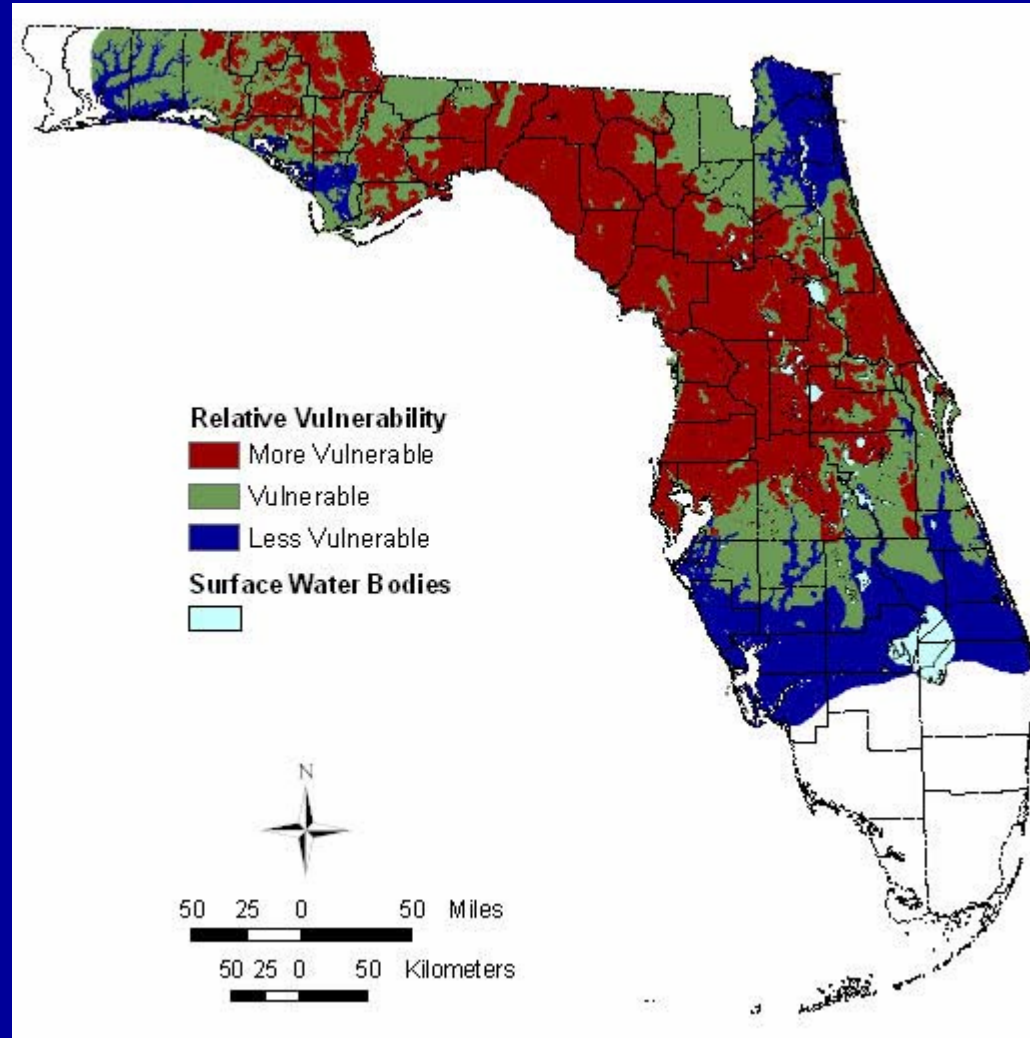 Relative Vulnerability
More Vulnerable
Vulnerable
Less Vulnerable
Surface Water Bodies
N
50 25 0 50 Miles
50 25 0 50 Kilometers